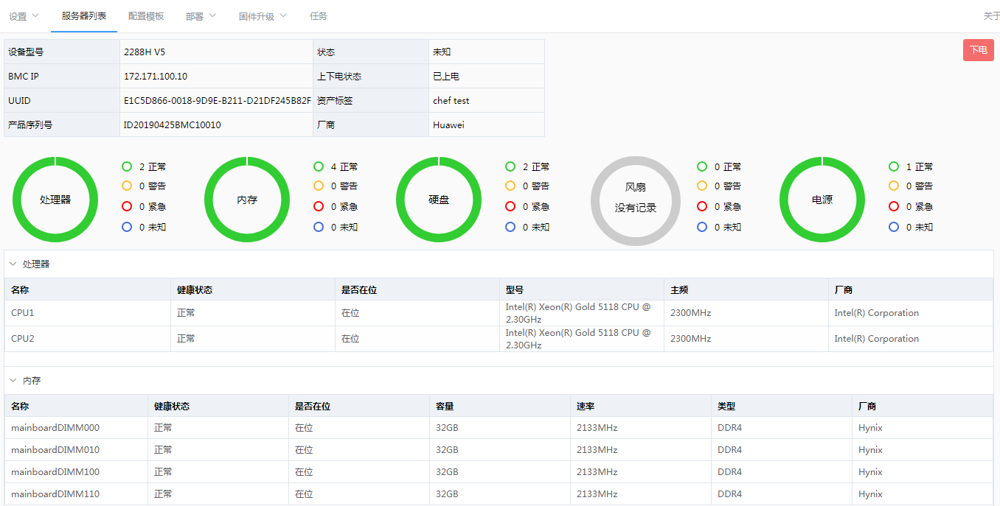 设置 服务器列表 配置模板 部署 固件升级 任务 关于
下电
设备型号 2288H V5 状态 未知
BMC IP 172.171.100.10 上下电状态 已上电
UUID E1C5D866-0018-9D9E-B211-D21DF245B82F 资产标签 chef test
产品序列号 ID20190425BMC10010 厂商 Huawei
处理器
2 正常
0 警告
0 紧急
0 未知
内存
4 正常
0 警告
0 紧急
0 未知
硬盘
2 正常
0 警告
0 紧急
0 未知
风扇
没有记录
0 正常
0 警告
0 紧急
0 未知
电源
1 正常
0 警告
0 紧急
0 未知
处理器
名称 健康状态 是否在位 型号 主频 厂商
CPU1 正常 在位 Intel(R) Xeon(R) Gold 5118 CPU @ 2.30GHz 2300MHz Intel(R) Corporation
CPU2 正常 在位 Intel(R) Xeon(R) Gold 5118 CPU @ 2.30GHz 2300MHz Intel(R) Corporation
内存
名称 健康状态 是否在位 容量 速率 类型 厂商
mainboardDIMM000 正常 在位 32GB 2133MHz DDR4 Hynix
mainboardDIMM010 正常 在位 32GB 2133MHz DDR4 Hynix
mainboardDIMM100 正常 在位 32GB 2133MHz DDR4 Hynix
mainboardDIMM110 正常 在位 32GB 2133MHz DDR4 Hynix